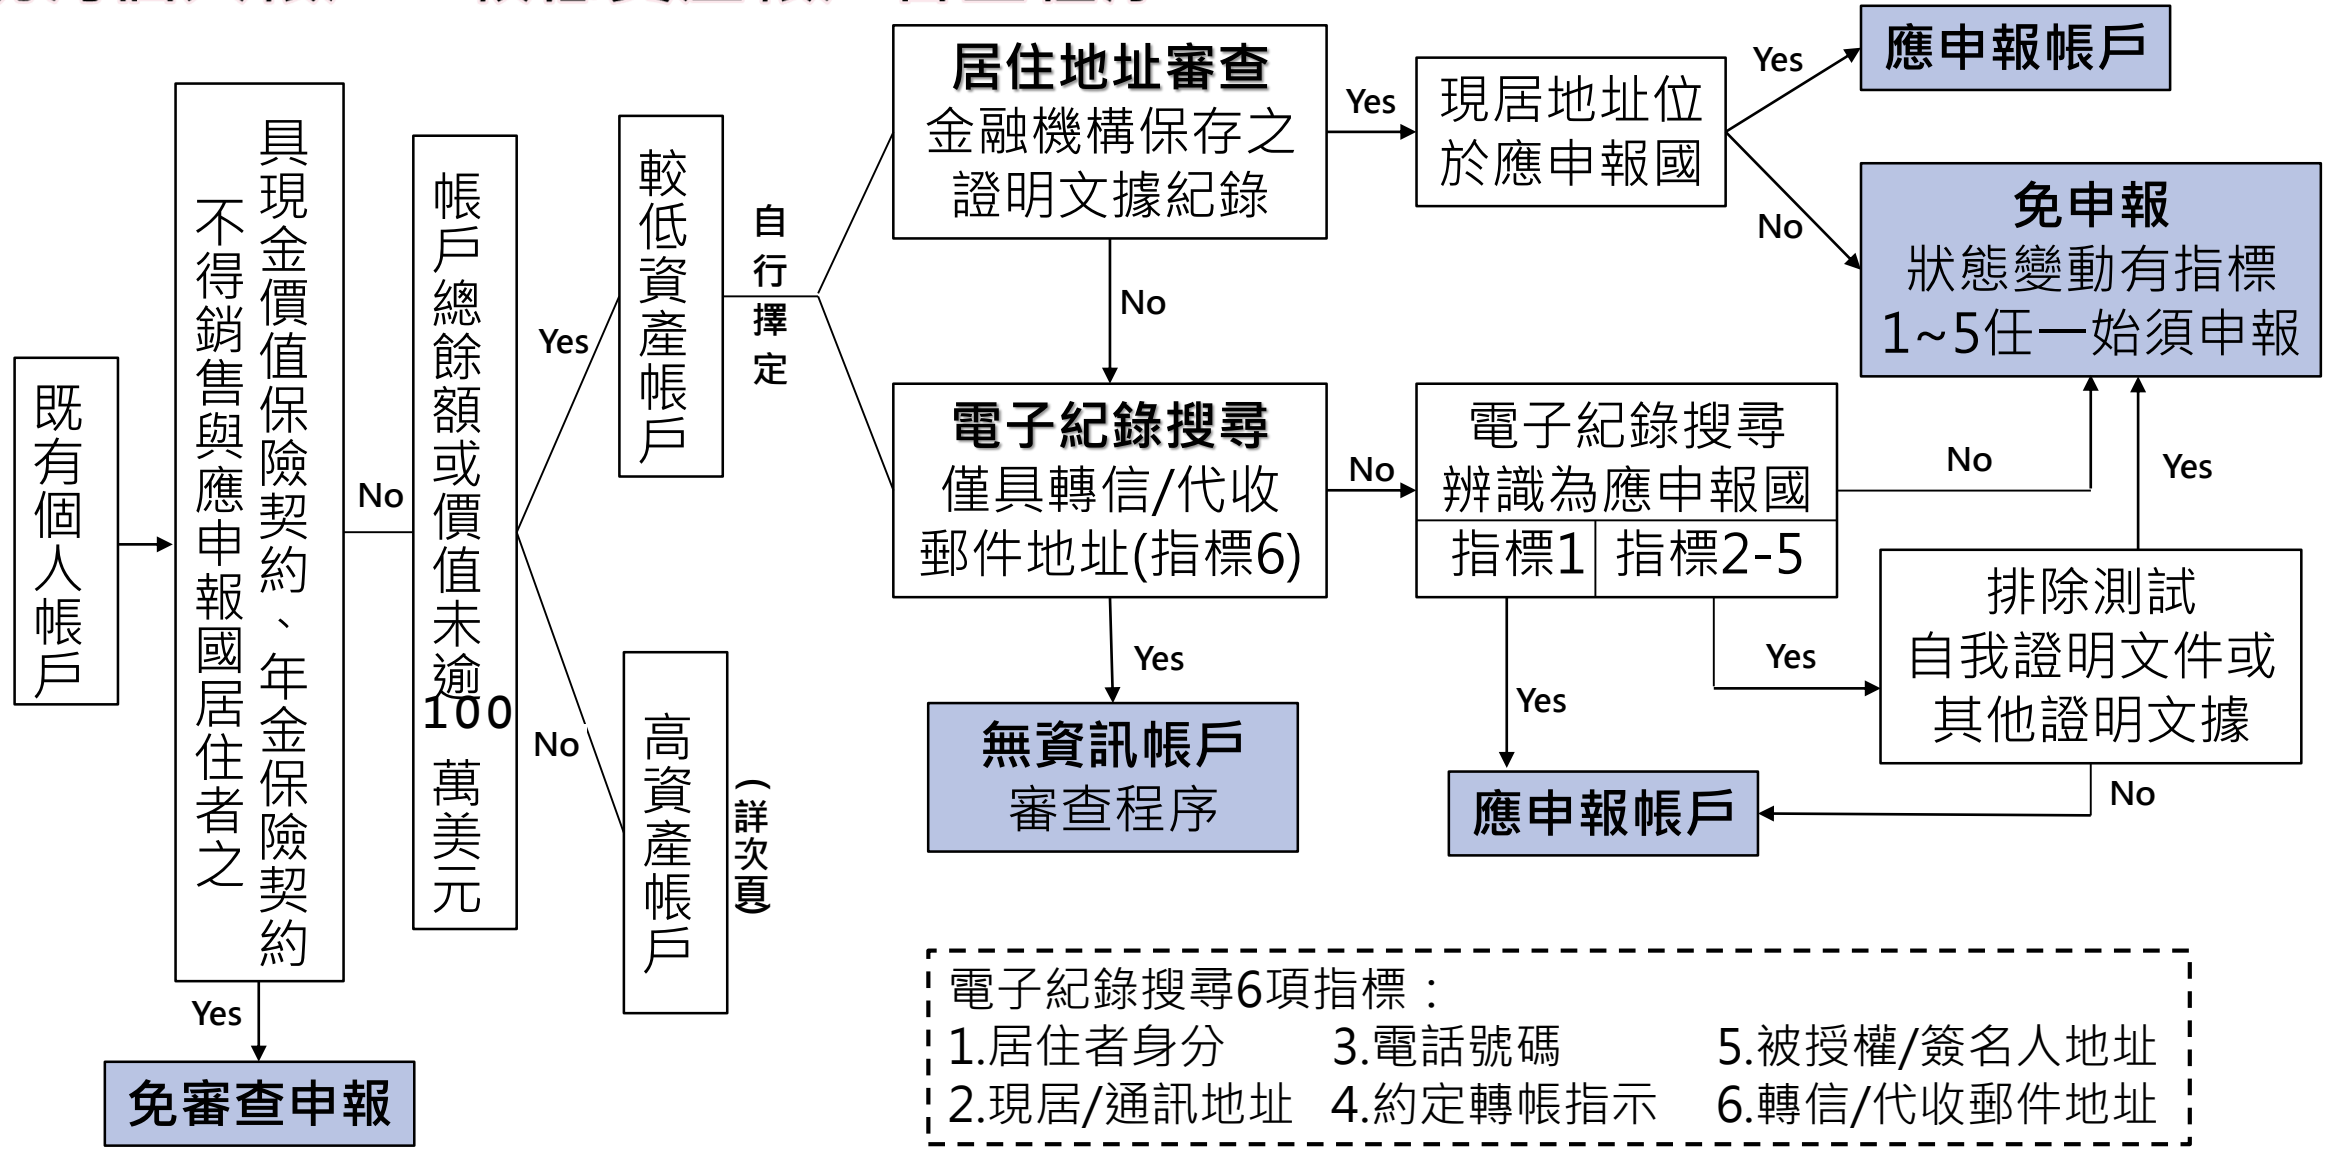 既有個人帳戶
具現金價值保險契約、年金保險契約
不得銷售與應申報國居住者之
Yes
免審查申報
No
帳戶總餘額或價值未逾100萬美元
Yes
較低資產帳戶
No
高資產帳戶
(詳次頁)
自行擇定
居住地址審查
金融機構保存之
證明文據紀錄
Yes
現居地址位
於應申報國
Yes
應申報帳戶
No
免申報
狀態變動有指標
1~5任一始須申報
No
電子紀錄搜尋
僅具轉信/代收
郵件地址(指標6)
Yes
無資訊帳戶
審查程序
No
電子紀錄搜尋
辨識為應申報國
指標1
指標2-5
No
Yes
Yes
應申報帳戶
排除測試
自我證明文件或
其他證明文據
Yes
No
電子紀錄搜尋6項指標：
1.居住者身分 3.電話號碼 5.被授權/簽名人地址
2.現居/通訊地址 4.約定轉帳指示 6.轉信/代收郵件地址